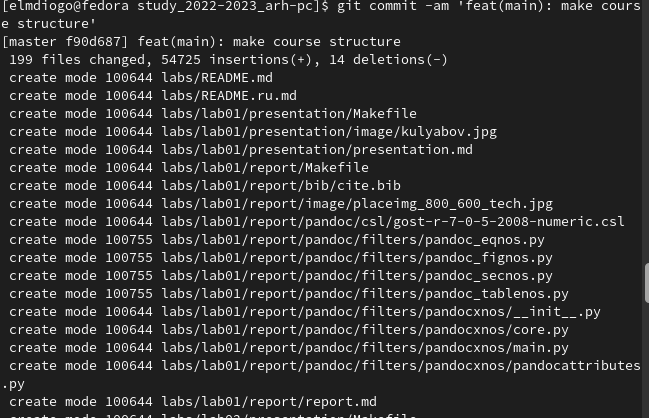 [elmdiogo@fedora study_2022-2023_arh-pc]$ git commit -am 'feat(main): make cours
e structure'
[master f90d687] feat(main): make course structure
 199 files changed, 54725 insertions(+), 14 deletions(-)
 create mode 100644 labs/README.md
 create mode 100644 labs/README.ru.md
 create mode 100644 labs/lab01/presentation/Makefile
 create mode 100644 labs/lab01/presentation/image/kulyabov.jpg
 create mode 100644 labs/lab01/presentation/presentation.md
 create mode 100644 labs/lab01/report/Makefile
 create mode 100644 labs/lab01/report/bib/cite.bib
 create mode 100644 labs/lab01/report/image/placeimg_800_600_tech.jpg
 create mode 100644 labs/lab01/report/pandoc/csl/gost-r-7-0-5-2008-numeric.csl
 create mode 100755 labs/lab01/report/pandoc/filters/pandoc_eqnos.py
 create mode 100755 labs/lab01/report/pandoc/filters/pandoc_fignos.py
 create mode 100755 labs/lab01/report/pandoc/filters/pandoc_secnos.py
 create mode 100755 labs/lab01/report/pandoc/filters/pandoc_tablenos.py
 create mode 100644 labs/lab01/report/pandoc/filters/pandocxnos/__init__.py
 create mode 100644 labs/lab01/report/pandoc/filters/pandocxnos/core.py
 create mode 100644 labs/lab01/report/pandoc/filters/pandocxnos/main.py
 create mode 100644 labs/lab01/report/pandoc/filters/pandocxnos/pandocattributes
.py
 create mode 100644 labs/lab01/report/report.md
 create mode 100644 labs/lab02/presentation/Makefile